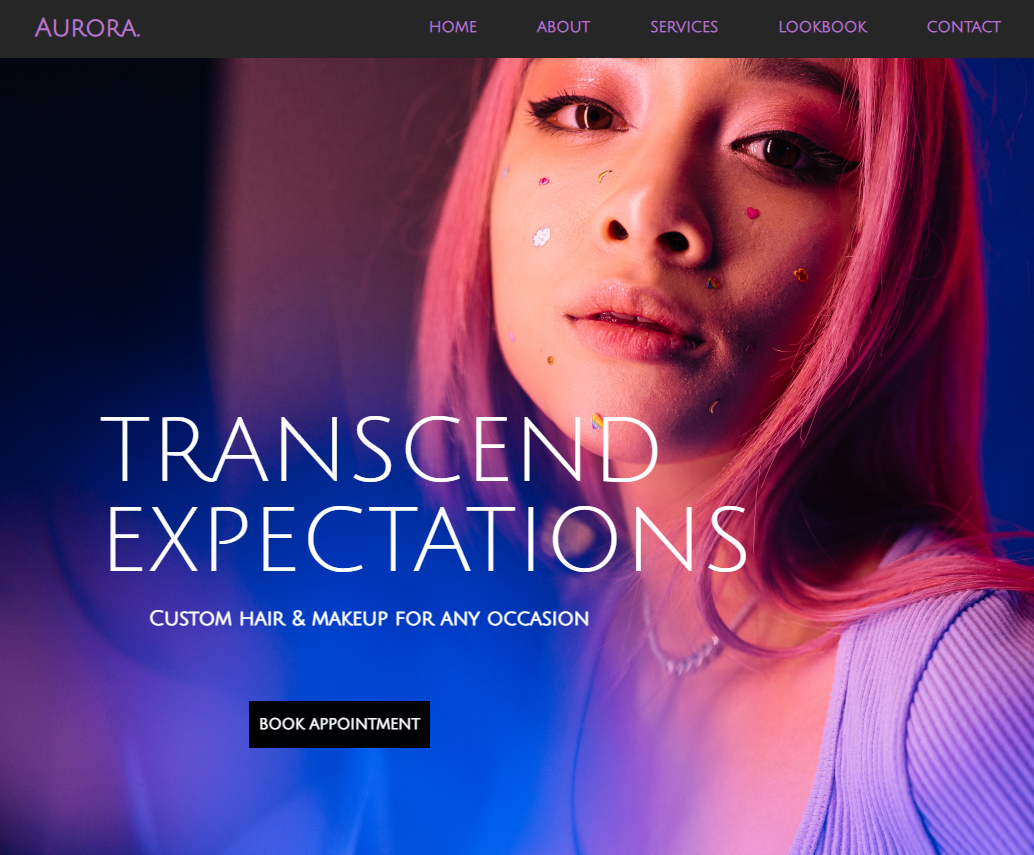 AURORA.
HOME ABOUT SERVICES LOOKBOOK CONTACT
TRANSCEND
EXPECTATIONS
CUSTOM HAIR & MAKEUP FOR ANY OCCASION
BOOK APPOINTMENT